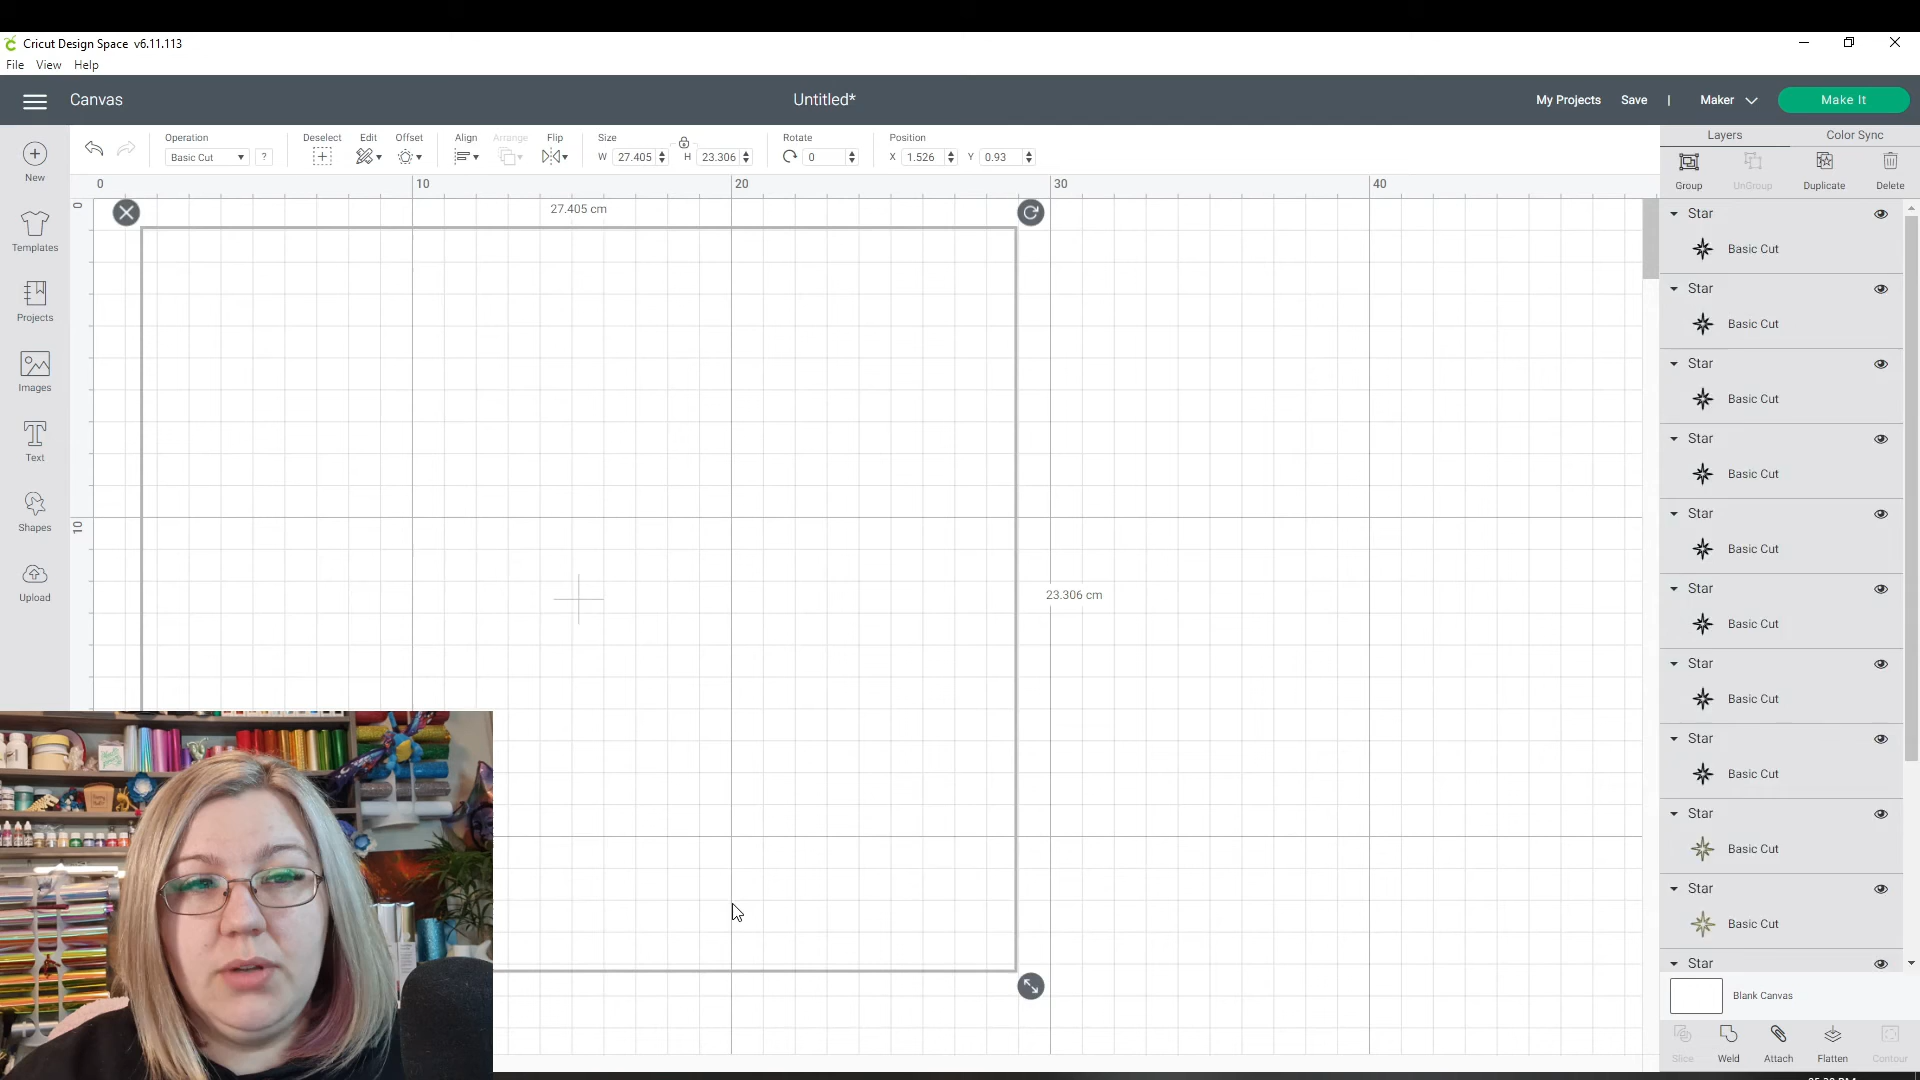 Cricut Design Space v6.11.113
File View Help
Canvas
Untitled*
My Projects Save | Maker Make It
Operation
Basic Cut ?
Deselect Edit Offset
Align Arrange Flip
Size
W 27.405 H 23.306
Rotate
0
Position
X 1.526 Y 0.93
Layers Color Sync
Group UnGroup Duplicate Delete
New
Templates
Projects
Images
Text
Shapes
Upload
0 10 20 30 40
0
10
27.405 cm
23.306 cm
Star
Basic Cut
Star
Basic Cut
Star
Basic Cut
Star
Basic Cut
Star
Basic Cut
Star
Basic Cut
Star
Basic Cut
Star
Basic Cut
Star
Basic Cut
Star
Basic Cut
Star
Blank Canvas
Slice Weld Attach Flatten Contour